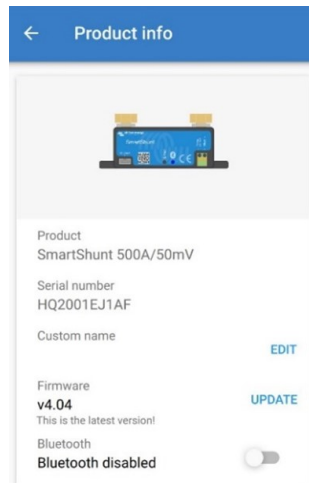 Product info
SmartShunt
Product
SmartShunt 500A/50mV
Serial number
HQ2001EJ1AF
Custom name
EDIT
Firmware
v4.04
UPDATE
This is the latest version!
Bluetooth
Bluetooth disabled